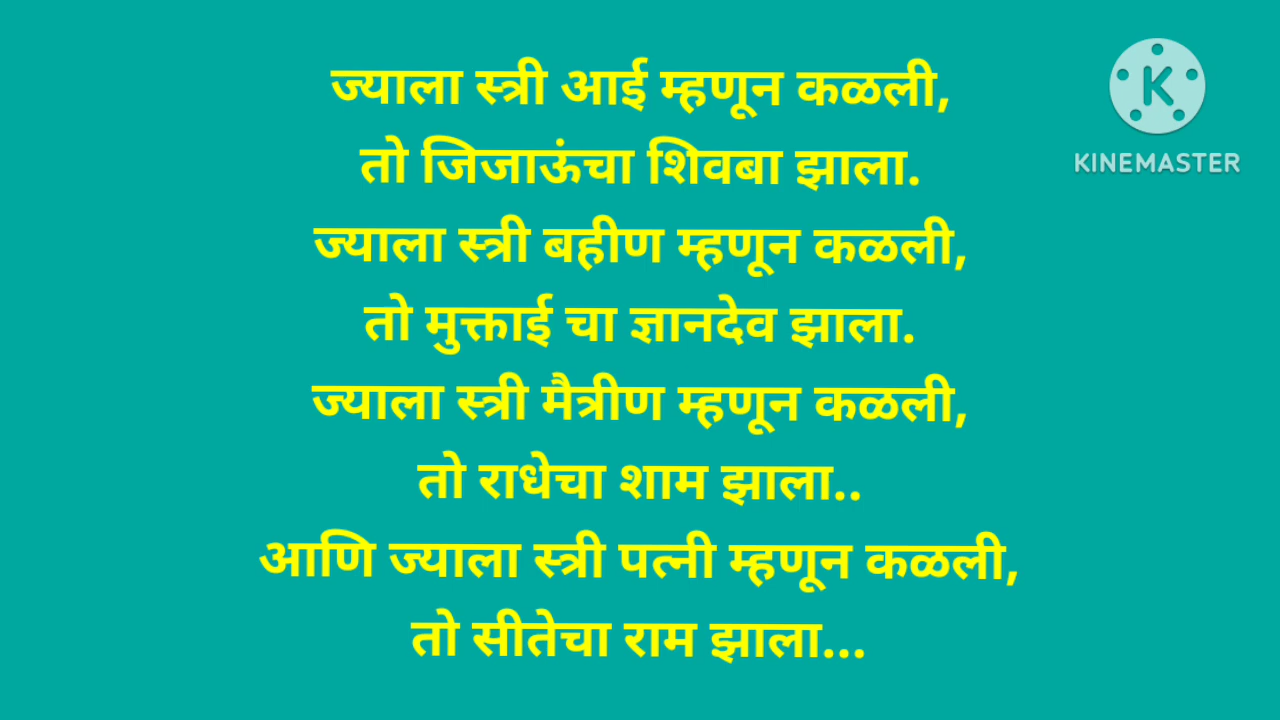 ज्याला स्त्री आई म्हणून कळली,
तो जिजाऊंचा शिवबा झाला.
ज्याला स्त्री बहीण म्हणून कळली,
तो मुक्ताई चा ज्ञानदेव झाला.
ज्याला स्त्री मैत्रीण म्हणून कळली,
तो राधेचा शाम झाला..
आणि ज्याला स्त्री पत्नी म्हणून कळली,
तो सीतेचा राम झाला...
K
KINEMASTER